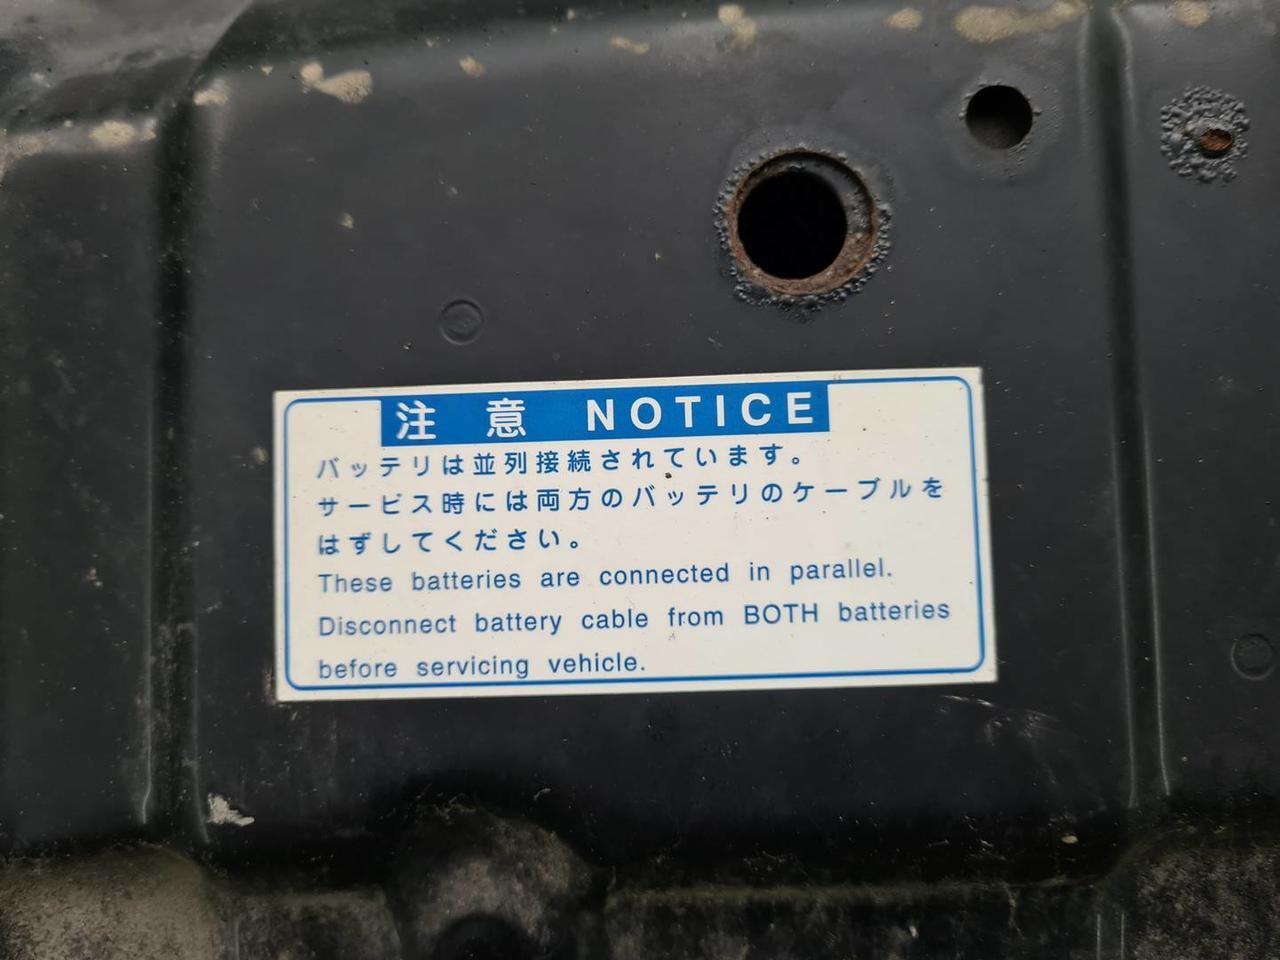 注意 NOTICE
バッテリは並列接続されています。
サービス時には両方のバッテリのケーブルを
はずしてください。
These batteries are connected in parallel.
Disconnect battery cable from BOTH batteries
before servicing vehicle.